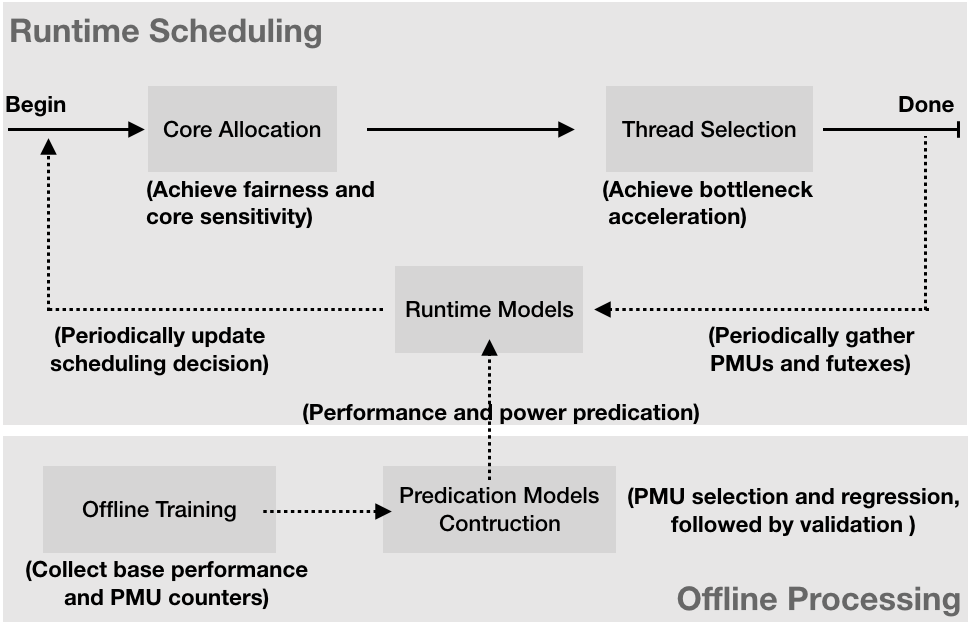 Runtime Scheduling
Begin
Done
Core Allocation
Thread Selection
(Achieve fairness and
core sensitivity)
(Achieve bottleneck
acceleration)
Runtime Models
(Periodically update
scheduling decision)
(Periodically gather
PMUs and futexes)
(Performance and power predication)
Offline Training
Predication Models
Contruction
(PMU selection and regression,
followed by validation )
(Collect base performance
and PMU counters)
Offline Processing